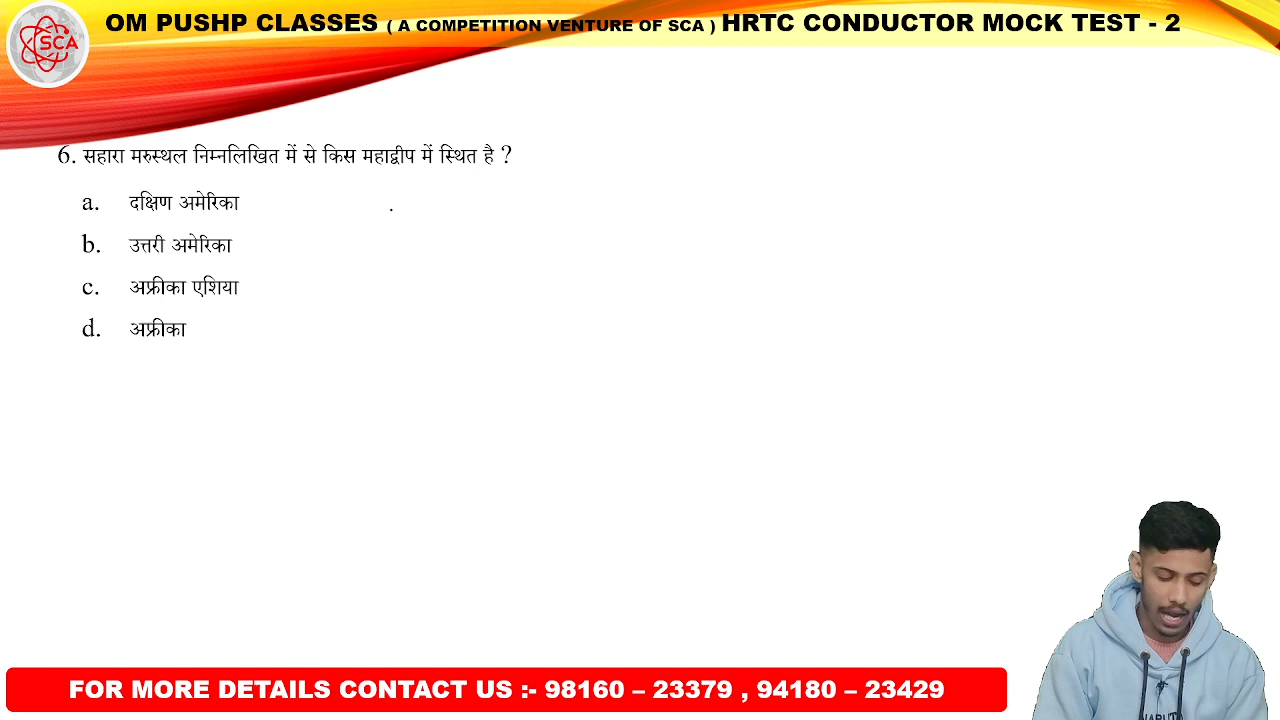 OM PUSHP CLASSES ( A COMPETITION VENTURE OF SCA ) HRTC CONDUCTOR MOCK TEST - 2
SCA
6. सहारा मरुस्थल निम्नलिखित में से किस महाद्वीप में स्थित है ?
a. दक्षिण अमेरिका
b. उत्तरी अमेरिका
c. अफ्रीका एशिया
d. अफ्रीका
FOR MORE DETAILS CONTACT US :- 98160 – 23379 , 94180 – 23429